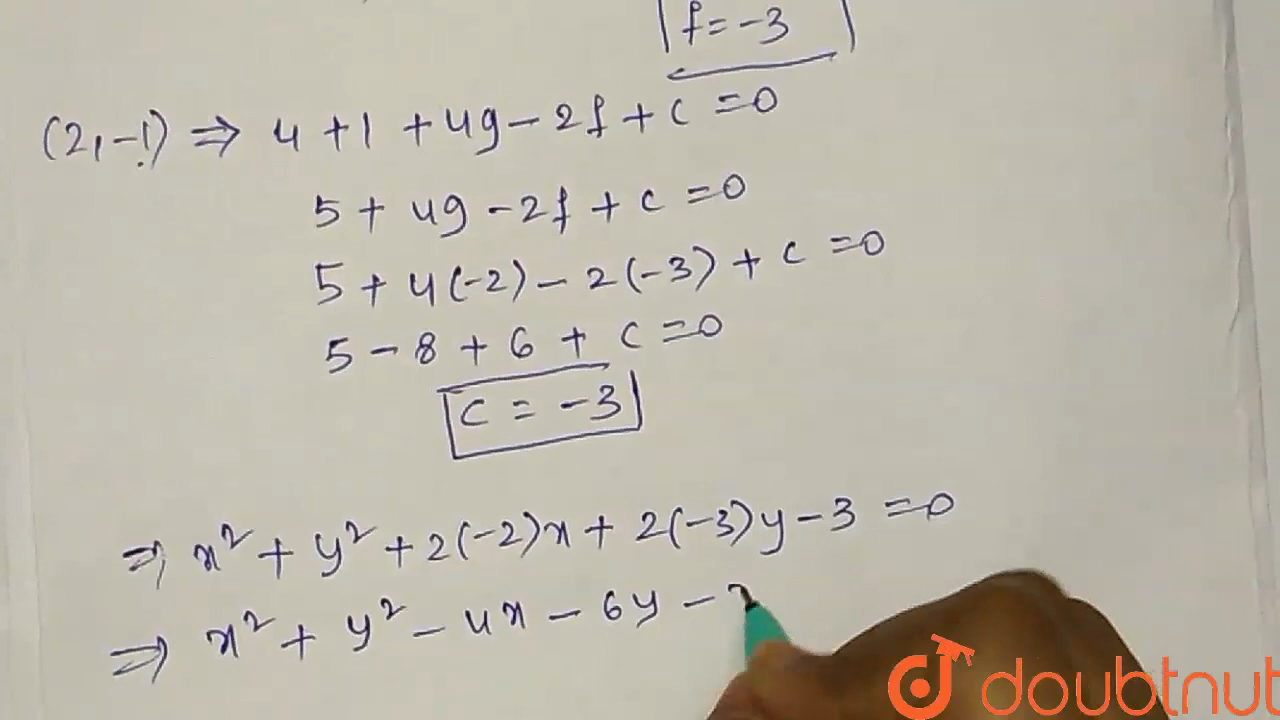 f = -3
(2, -1) ⇒ 4 + 1 + 4g - 2f + c = 0
5 + 4g - 2f + c = 0
5 + 4(-2) - 2(-3) + c = 0
5 - 8 + 6 + c = 0
c = -3
⇒ x² + y² + 2(-2)x + 2(-3)y - 3 = 0
⇒ x² + y² - 4x - 6y -
doubtnut